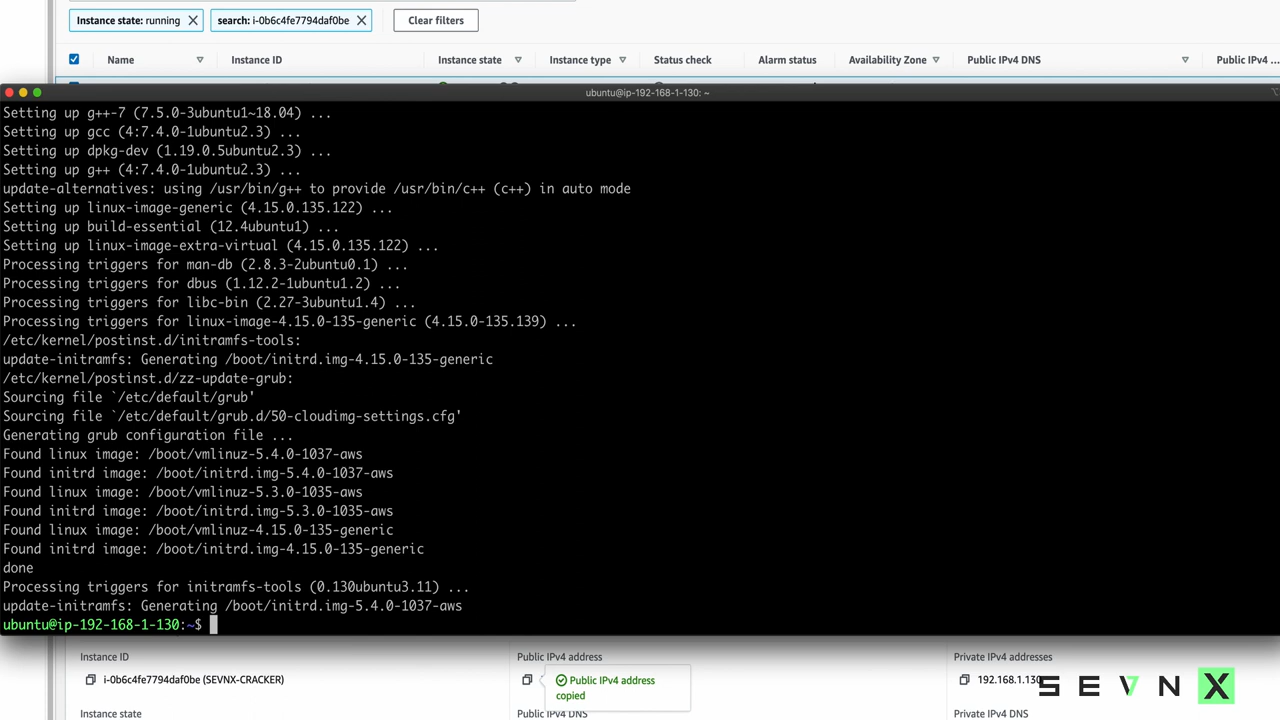 Instance state: running
search: i-0b6c4fe7794daf0be
Clear filters
Name Instance ID Instance state Instance type Status check Alarm status Availability Zone Public IPv4 DNS Public IPv4 ...
ubuntu@ip-192-168-1-130: ~
Setting up g++-7 (7.5.0-3ubuntu1~18.04) ...
Setting up gcc (4:7.4.0-1ubuntu2.3) ...
Setting up dpkg-dev (1.19.0.5ubuntu2.3) ...
Setting up g++ (4:7.4.0-1ubuntu2.3) ...
update-alternatives: using /usr/bin/g++ to provide /usr/bin/c++ (c++) in auto mode
Setting up linux-image-generic (4.15.0.135.122) ...
Setting up build-essential (12.4ubuntu1) ...
Setting up linux-image-extra-virtual (4.15.0.135.122) ...
Processing triggers for man-db (2.8.3-2ubuntu0.1) ...
Processing triggers for dbus (1.12.2-1ubuntu1.2) ...
Processing triggers for libc-bin (2.27-3ubuntu1.4) ...
Processing triggers for linux-image-4.15.0-135-generic (4.15.0-135.139) ...
/etc/kernel/postinst.d/initramfs-tools:
update-initramfs: Generating /boot/initrd.img-4.15.0-135-generic
/etc/kernel/postinst.d/zz-update-grub:
Sourcing file `/etc/default/grub'
Sourcing file `/etc/default/grub.d/50-cloudimg-settings.cfg'
Generating grub configuration file ...
Found linux image: /boot/vmlinuz-5.4.0-1037-aws
Found initrd image: /boot/initrd.img-5.4.0-1037-aws
Found linux image: /boot/vmlinuz-5.3.0-1035-aws
Found initrd image: /boot/initrd.img-5.3.0-1035-aws
Found linux image: /boot/vmlinuz-4.15.0-135-generic
Found initrd image: /boot/initrd.img-4.15.0-135-generic
done
Processing triggers for initramfs-tools (0.130ubuntu3.11) ...
update-initramfs: Generating /boot/initrd.img-5.4.0-1037-aws
ubuntu@ip-192-168-1-130:~$
Instance ID Public IPv4 address Private IPv4 addresses
i-0b6c4fe7794daf0be (SEVNX-CRACKER) Public IPv4 address 192.168.1.130
copied
SEVNX
Instance state Public IPv4 DNS Private IPv4 DNS